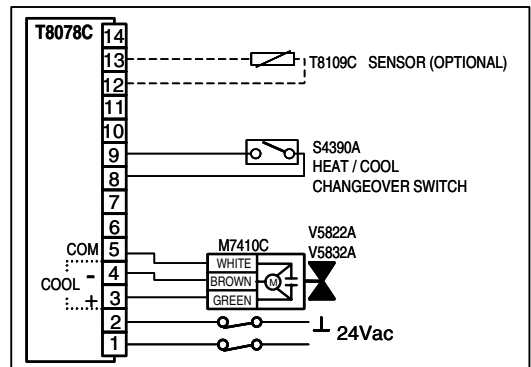 T8078C
14
13
12
11
10
9
8
7
6
5
4
3
2
1
T8109C SENSOR (OPTIONAL)
S4390A
HEAT / COOL
CHANGEOVER SWITCH
COM
COOL
-
+
M7410C
WHITE
BROWN
GREEN
M
V5822A
V5832A
24Vac